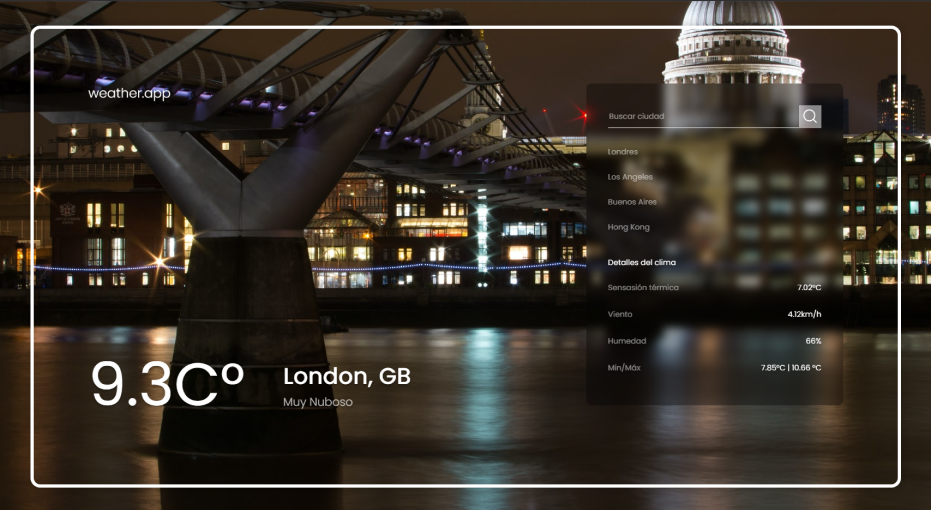 weather.app
9.3Cº
London, GB
Muy Nuboso
Buscar ciudad
Londres
Los Angeles
Buenos Aires
Hong Kong
Detalles del clima
Sensasión térmica 7.02ºC
Viento 4.12km/h
Humedad 66%
Min/Máx 7.85ºC | 10.66 ºC